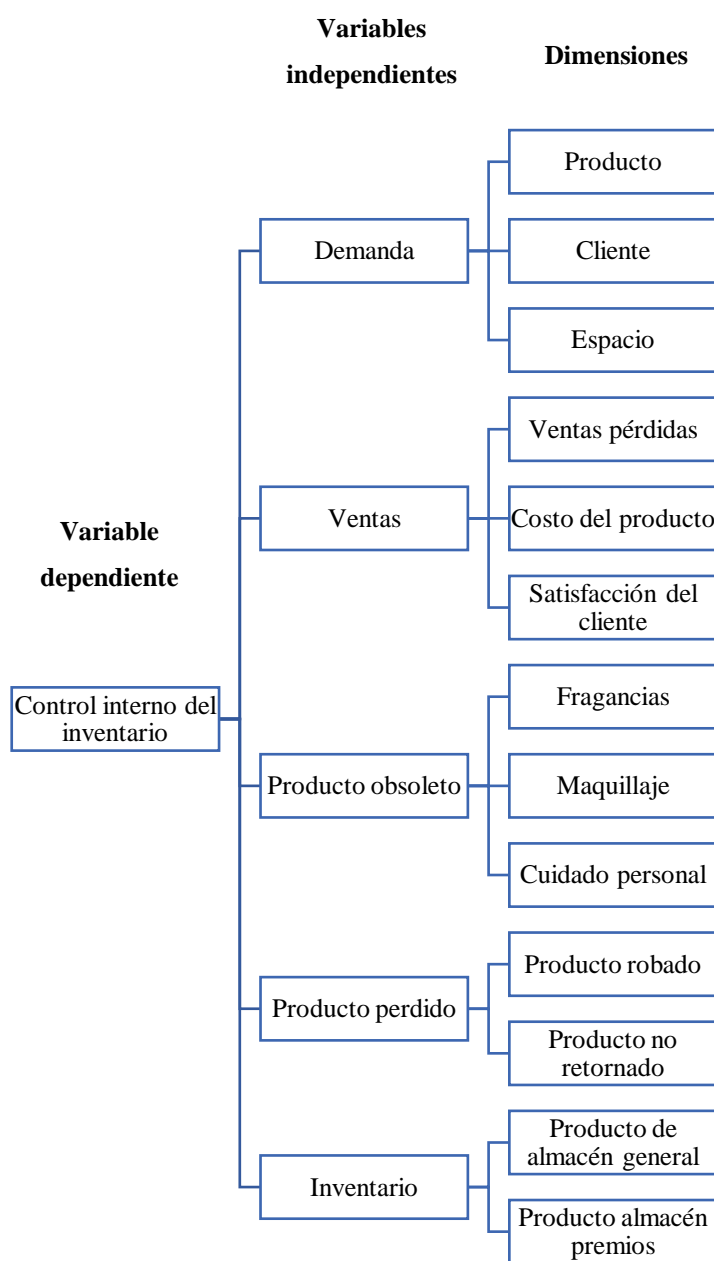 Variables
independientes
Dimensiones
Producto
Demanda
Cliente
Espacio
Ventas pérdidas
Variable
dependiente
Ventas
Costo del producto
Satisfacción del
cliente
Control interno del
inventario
Fragancias
Producto obsoleto
Maquillaje
Cuidado personal
Producto robado
Producto perdido
Producto no
retornado
Producto de
almacén general
Inventario
Producto almacén
premios